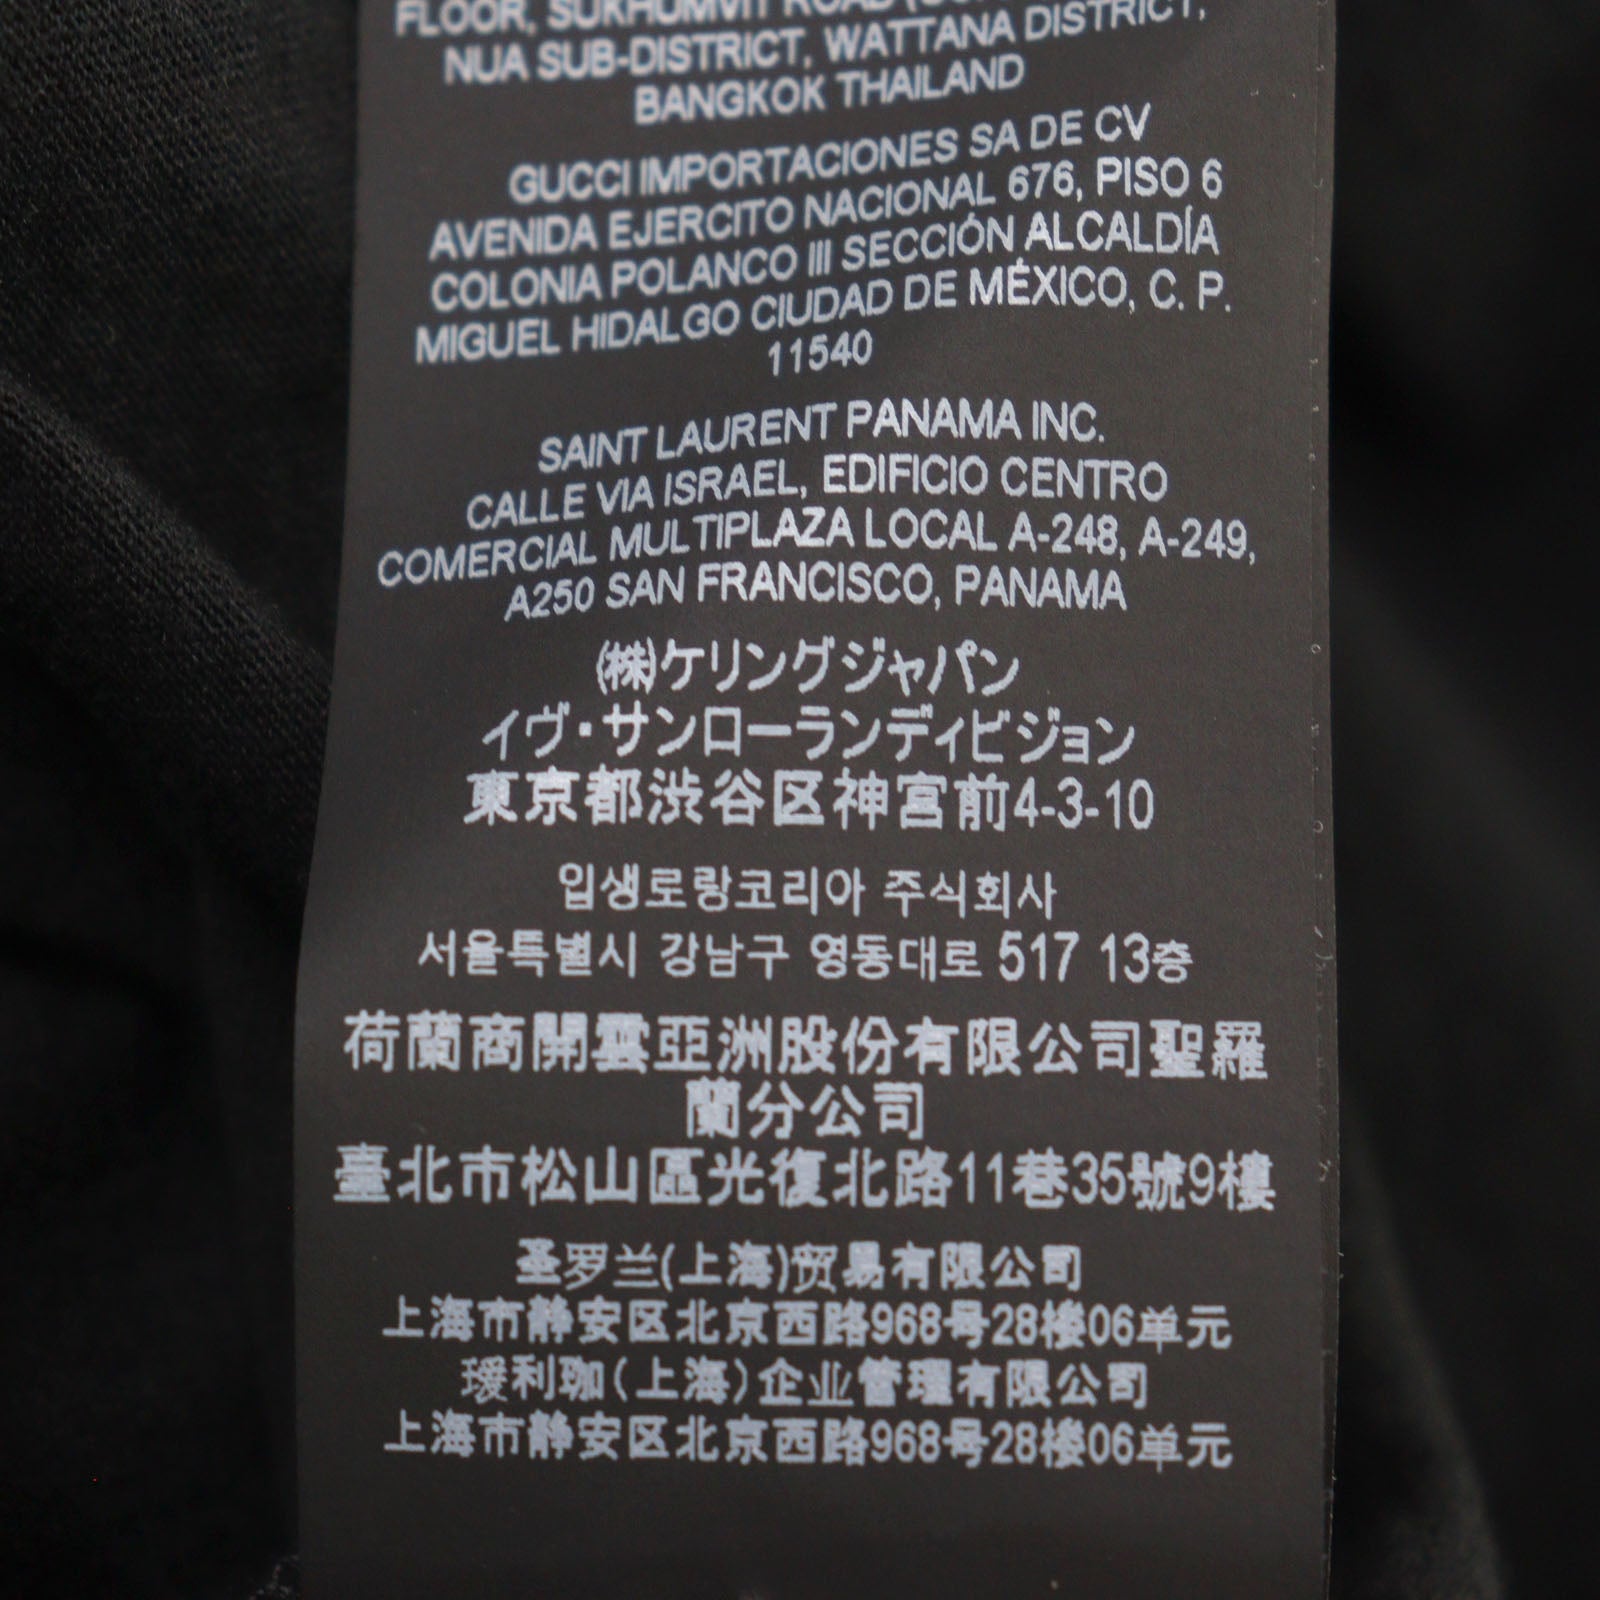 FLOOR, SUKHUMVIT ROAD
NUA SUB-DISTRICT, WATTANA DISTRICT,
BANGKOK THAILAND
GUCCI IMPORTACIONES SA DE CV
AVENIDA EJERCITO NACIONAL 676, PISO 6
COLONIA POLANCO III SECCIÓN ALCALDÍA
MIGUEL HIDALGO CIUDAD DE MÉXICO, C. P.
11540
SAINT LAURENT PANAMA INC.
CALLE VIA ISRAEL, EDIFICIO CENTRO
COMERCIAL MULTIPLAZA LOCAL A-248, A-249,
A250 SAN FRANCISCO, PANAMA
(株)ケリングジャパン
イヴ・サンローランディビジョン
東京都渋谷区神宮前4-3-10
입생로랑코리아 주식회사
서울특별시 강남구 영동대로 517 13층
荷蘭商開雲亞洲股份有限公司聖羅
蘭分公司
臺北市松山區光復北路11巷35號9樓
圣罗兰(上海)贸易有限公司
上海市静安区北京西路968号28楼06单元
瑷利珈(上海)企业管理有限公司
上海市静安区北京西路968号28楼06单元